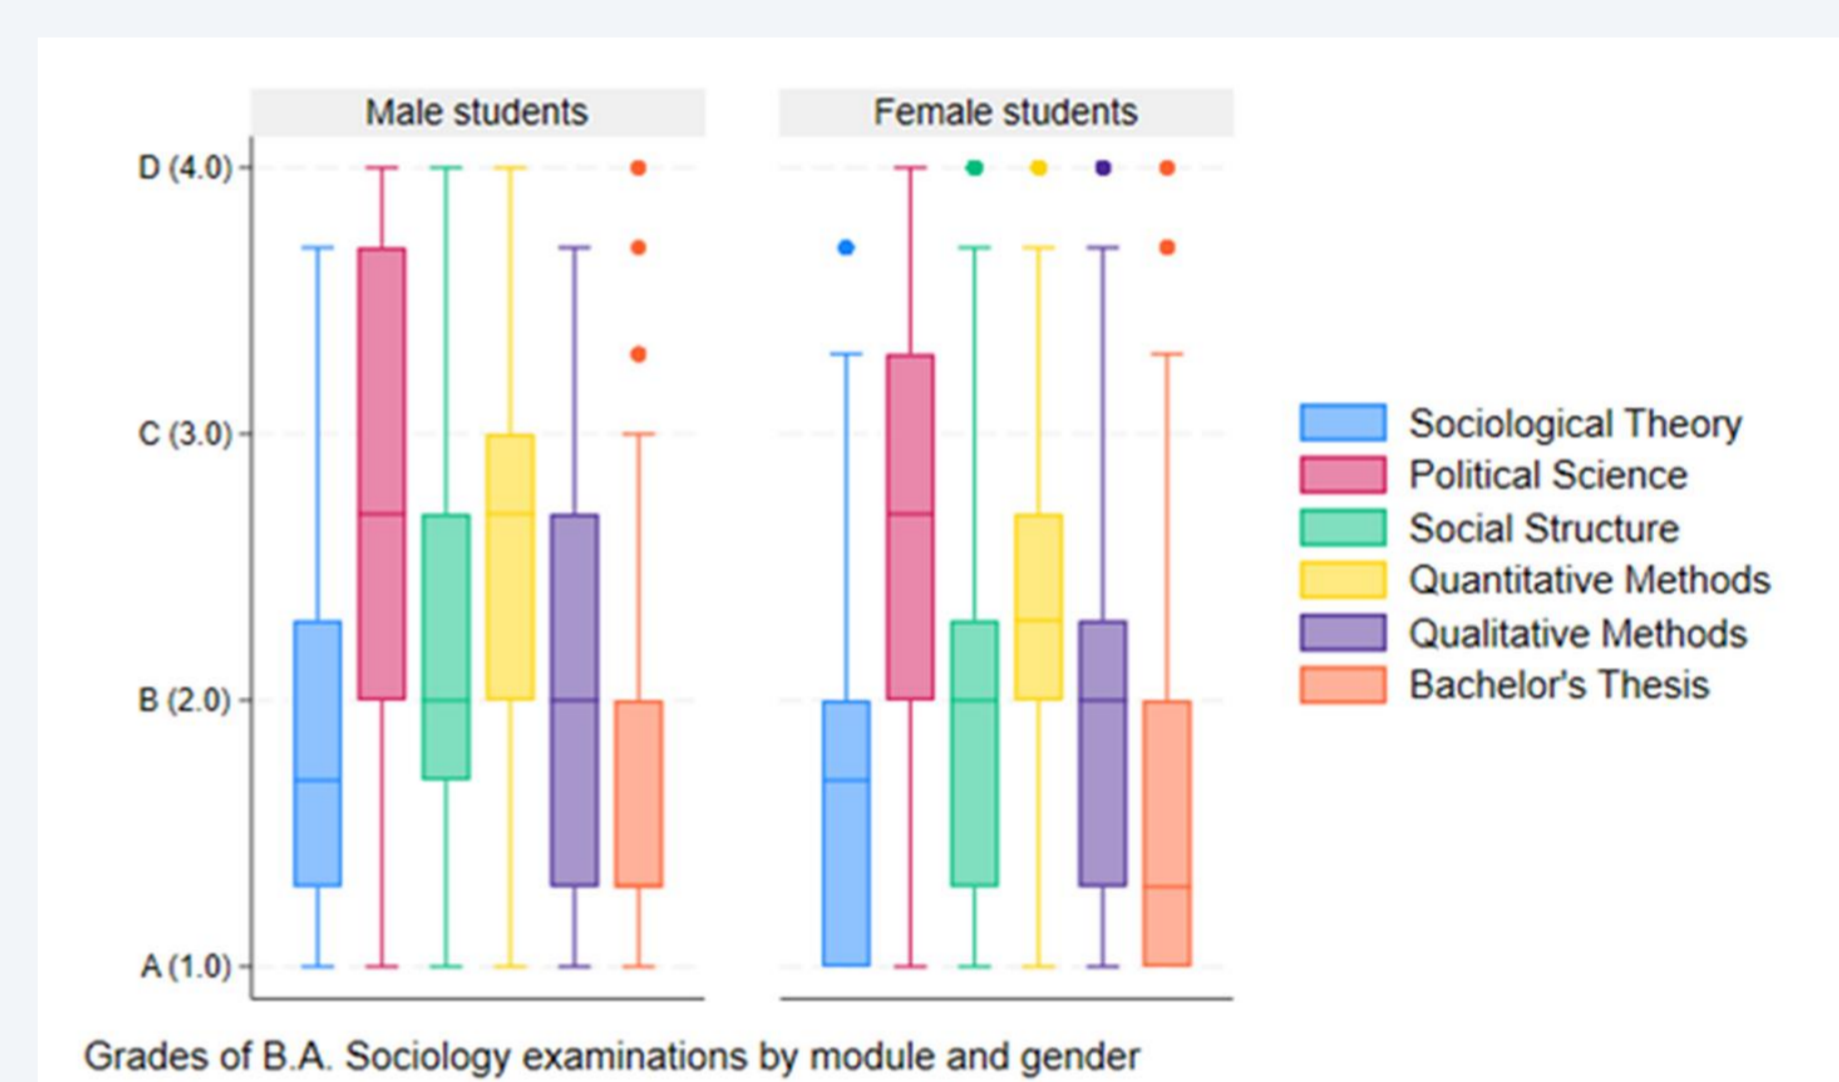 Male students
Female students
D (4.0)
C (3.0)
B (2.0)
A (1.0)
Sociological Theory
Political Science
Social Structure
Quantitative Methods
Qualitative Methods
Bachelor's Thesis
Grades of B.A. Sociology examinations by module and gender